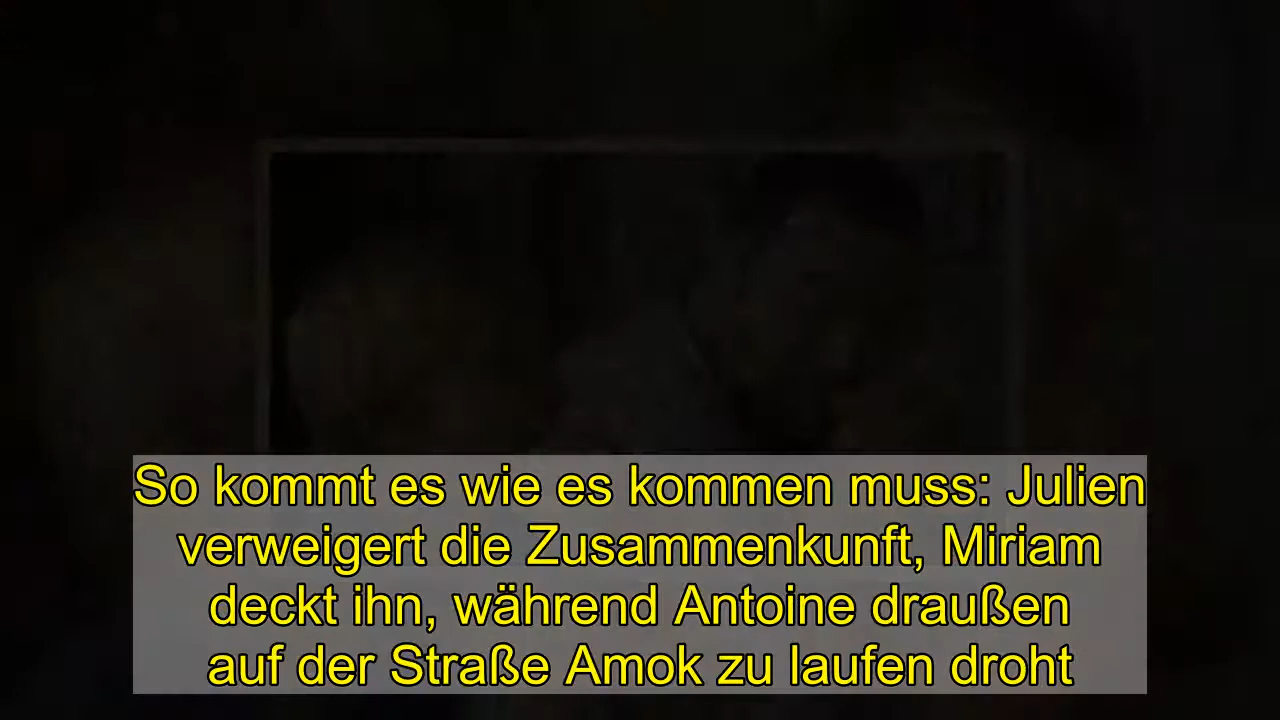 So kommt es wie es kommen muss: Julien
verweigert die Zusammenkunft, Miriam
deckt ihn, während Antoine draußen
auf der Straße Amok zu laufen droht